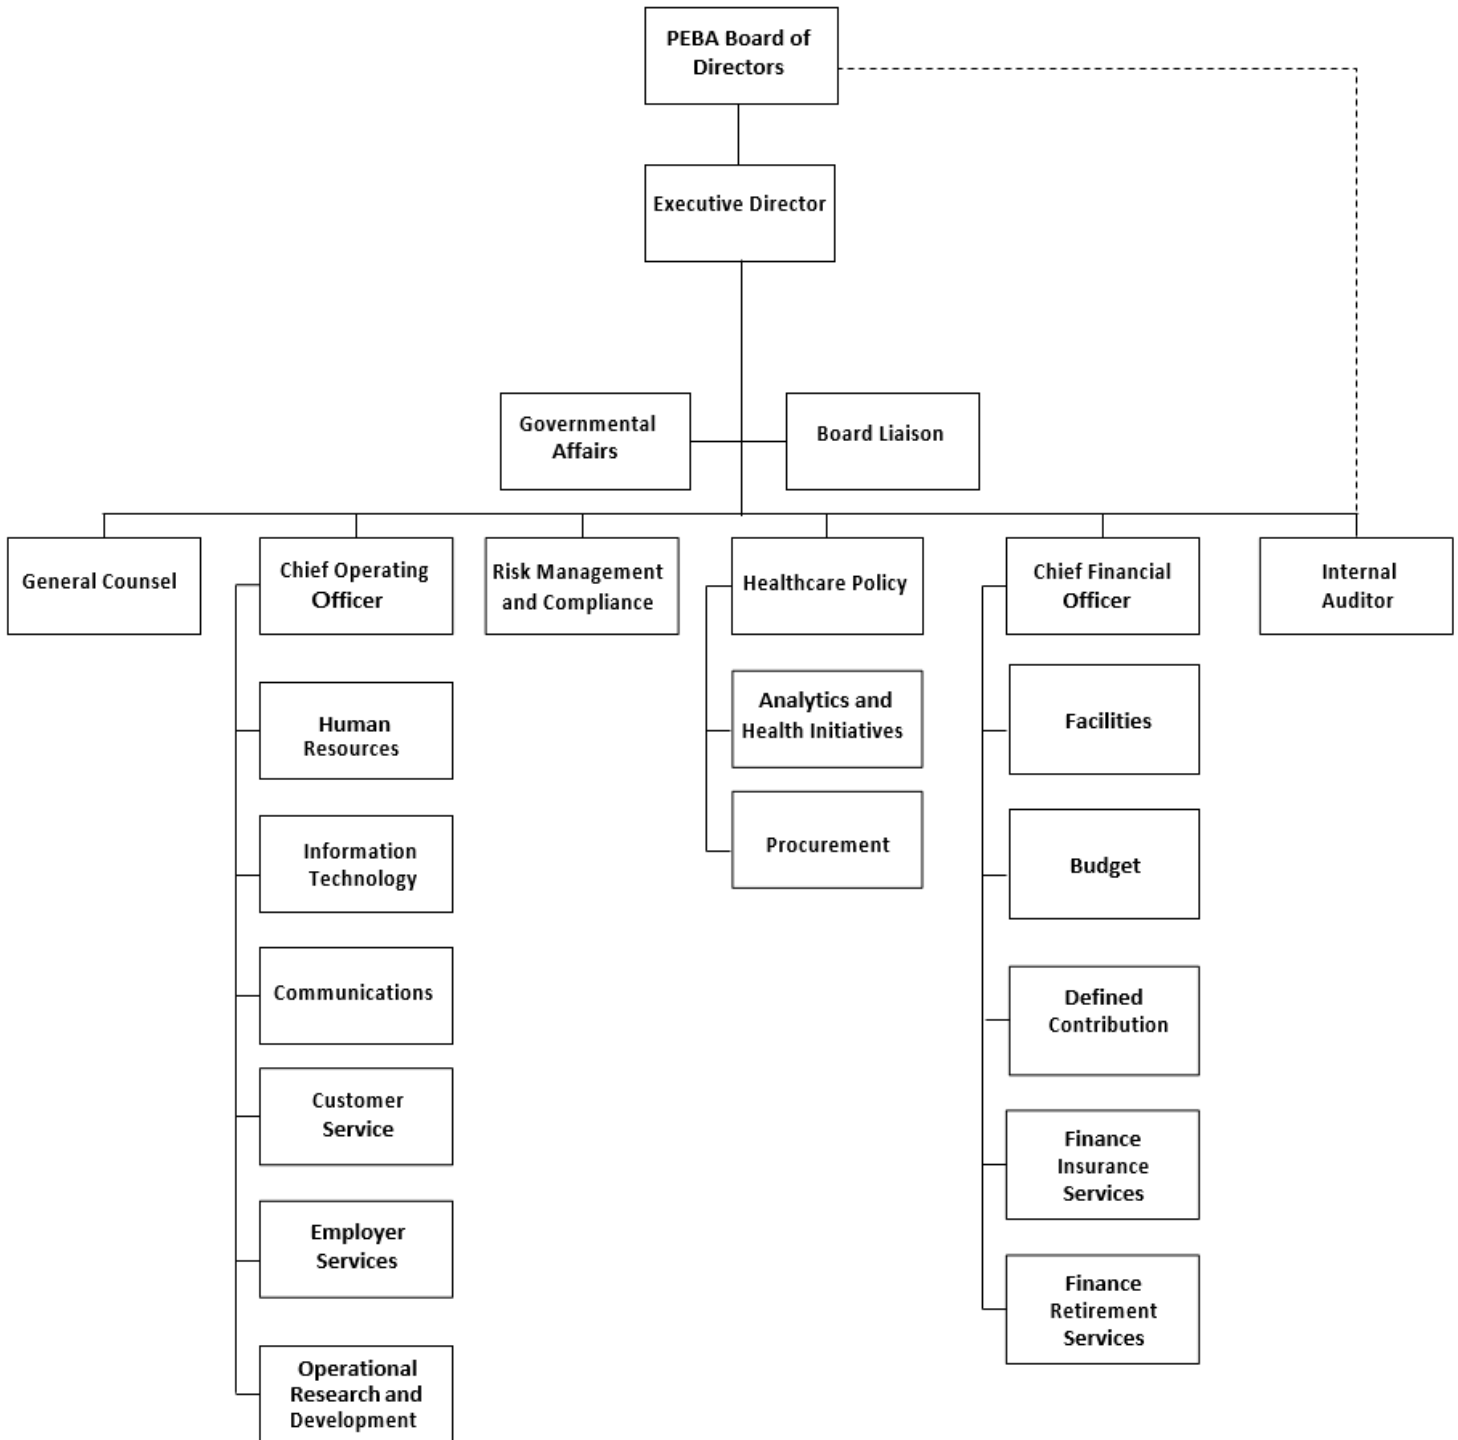 PEBA Board of
Directors
Executive Director
Governmental
Affairs
Board Liaison
General Counsel
Chief Operating
Officer
Risk Management
and Compliance
Healthcare Policy
Chief Financial
Officer
Internal
Auditor
Human
Resources
Information
Technology
Communications
Customer
Service
Employer
Services
Operational
Research and
Development
Analytics and
Health Initiatives
Procurement
Facilities
Budget
Defined
Contribution
Finance
Insurance
Services
Finance
Retirement
Services